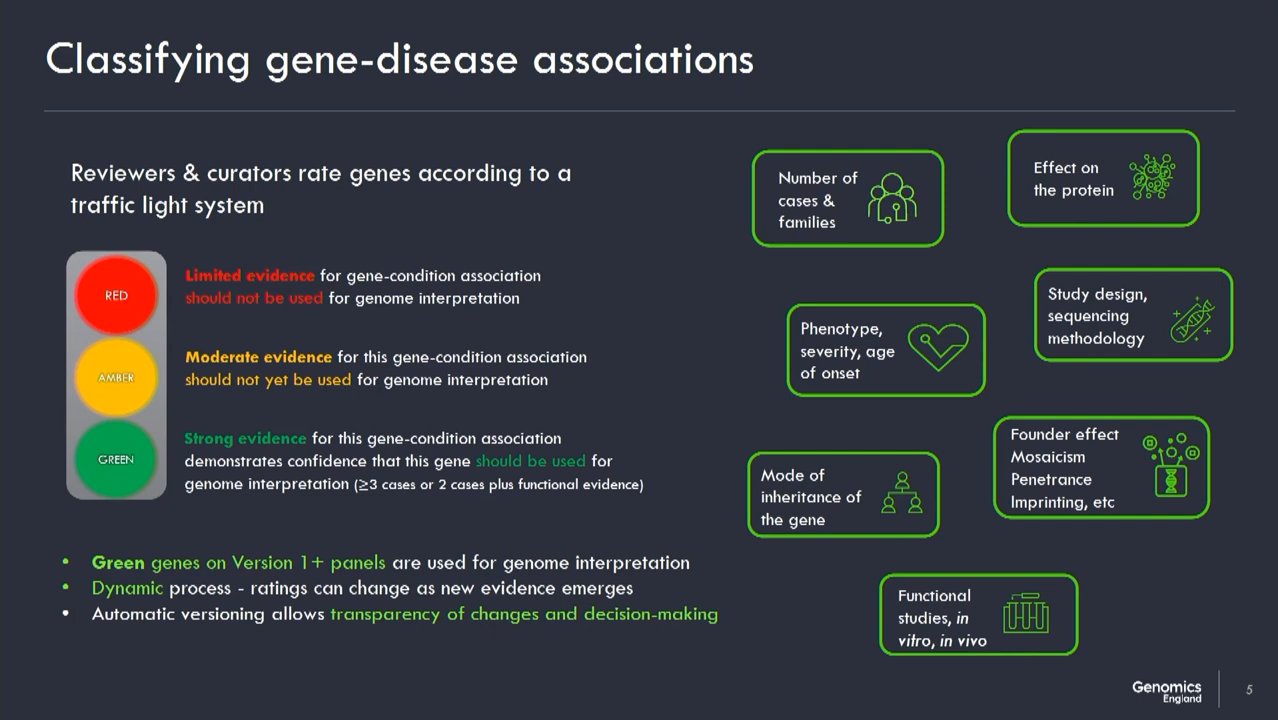 Classifying gene-disease associations
Reviewers & curators rate genes according to a
traffic light system
RED
Limited evidence for gene-condition association
should not be used for genome interpretation
AMBER
Moderate evidence for this gene-condition association
should not yet be used for genome interpretation
GREEN
Strong evidence for this gene-condition association
demonstrates confidence that this gene should be used for
genome interpretation (≥3 cases or 2 cases plus functional evidence)
• Green genes on Version 1+ panels are used for genome interpretation
• Dynamic process - ratings can change as new evidence emerges
• Automatic versioning allows transparency of changes and decision-making
Number of
cases &
families
Effect on
the protein
Phenotype,
severity, age
of onset
Study design,
sequencing
methodology
Mode of
inheritance of
the gene
Founder effect
Mosaicism
Penetrance
Imprinting, etc
Functional
studies, in
vitro, in vivo
Genomics
England
5